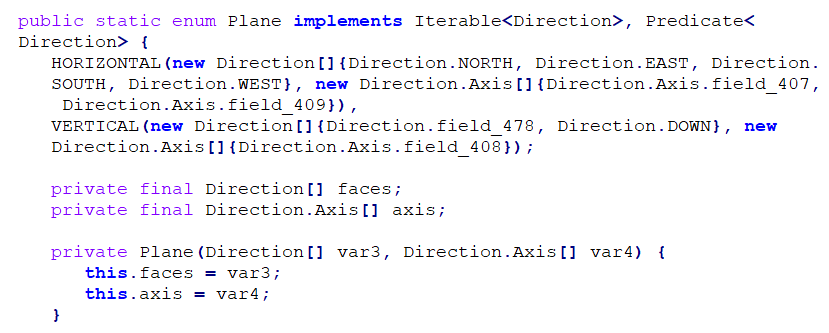 public static enum Plane implements Iterable<Direction>, Predicate<
Direction> {
HORIZONTAL(new Direction[]{Direction.NORTH, Direction.EAST, Direction.
SOUTH, Direction.WEST}, new Direction.Axis[]{Direction.Axis.field_407,
Direction.Axis.field_409}),
VERTICAL(new Direction[]{Direction.field_478, Direction.DOWN}, new
Direction.Axis[]{Direction.Axis.field_408});
private final Direction[] faces;
private final Direction.Axis[] axis;
private Plane(Direction[] var3, Direction.Axis[] var4) {
this.faces = var3;
this.axis = var4;
}